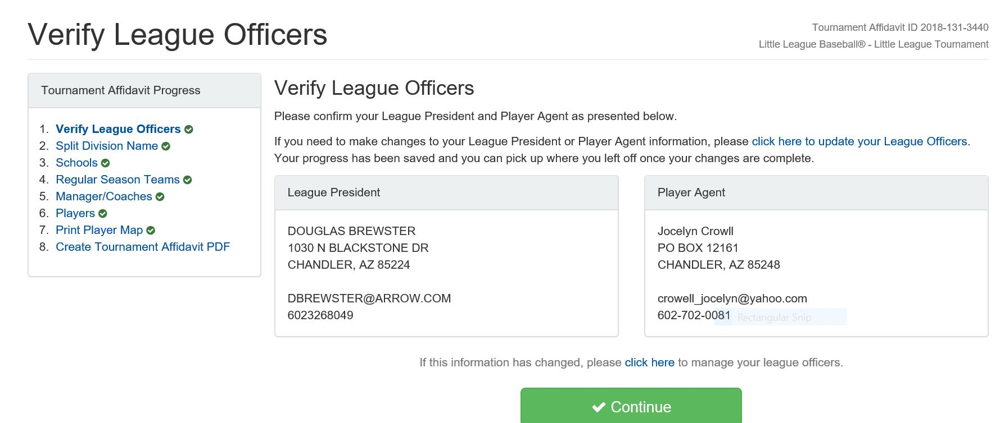 Verify League Officers
Tournament Affidavit ID 2018-131-3440
Little League Baseball® - Little League Tournament
Tournament Affidavit Progress
1. Verify League Officers
2. Split Division Name
3. Schools
4. Regular Season Teams
5. Manager/Coaches
6. Players
7. Print Player Map
8. Create Tournament Affidavit PDF
Verify League Officers
Please confirm your League President and Player Agent as presented below.
If you need to make changes to your League President or Player Agent information, please click here to update your League Officers.
Your progress has been saved and you can pick up where you left off once your changes are complete.
League President
DOUGLAS BREWSTER
1030 N BLACKSTONE DR
CHANDLER, AZ 85224
DBREWSTER@ARROW.COM
6023268049
Player Agent
Jocelyn Crowll
PO BOX 12161
CHANDLER, AZ 85248
crowell_jocelyn@yahoo.com
602-702-0081
Rectangular Snip
If this information has changed, please click here to manage your league officers.
Continue